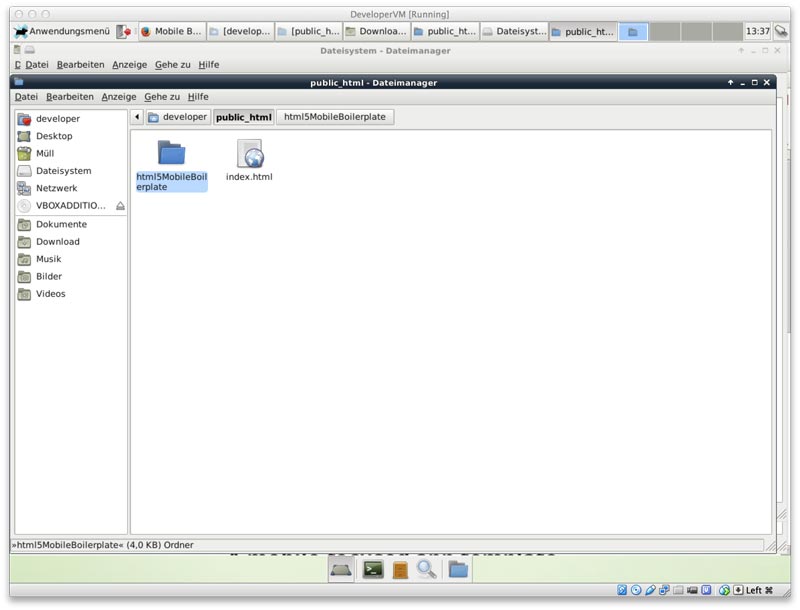 DeveloperVM [Running]
Anwendungsmenü Mobile B... [develop... [public_h... Downloa... public_ht... Dateisyst... public_ht... 13:37
Dateisystem - Dateimanager
D Datei Bearbeiten Anzeige Gehe zu Hilfe
public_html - Dateimanager
Datei Bearbeiten Anzeige Gehe zu Hilfe
developer public_html html5MobileBoilerplate
developer
Desktop
Müll
Dateisystem
Netzwerk
VBOXADDITIO...
Dokumente
Download
Musik
Bilder
Videos
html5MobileBoil
erplate
index.html
»html5MobileBoilerplate« (4,0 KB) Ordner
Left ⌘